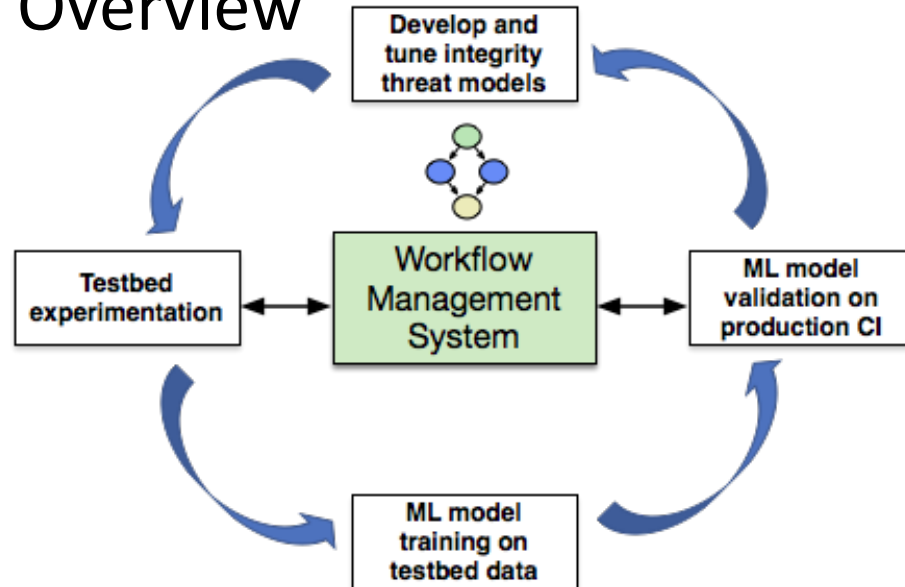 Overview
Develop and
tune integrity
threat models
Testbed
experimentation
Workflow
Management
System
ML model
validation on
production CI
ML model
training on
testbed data